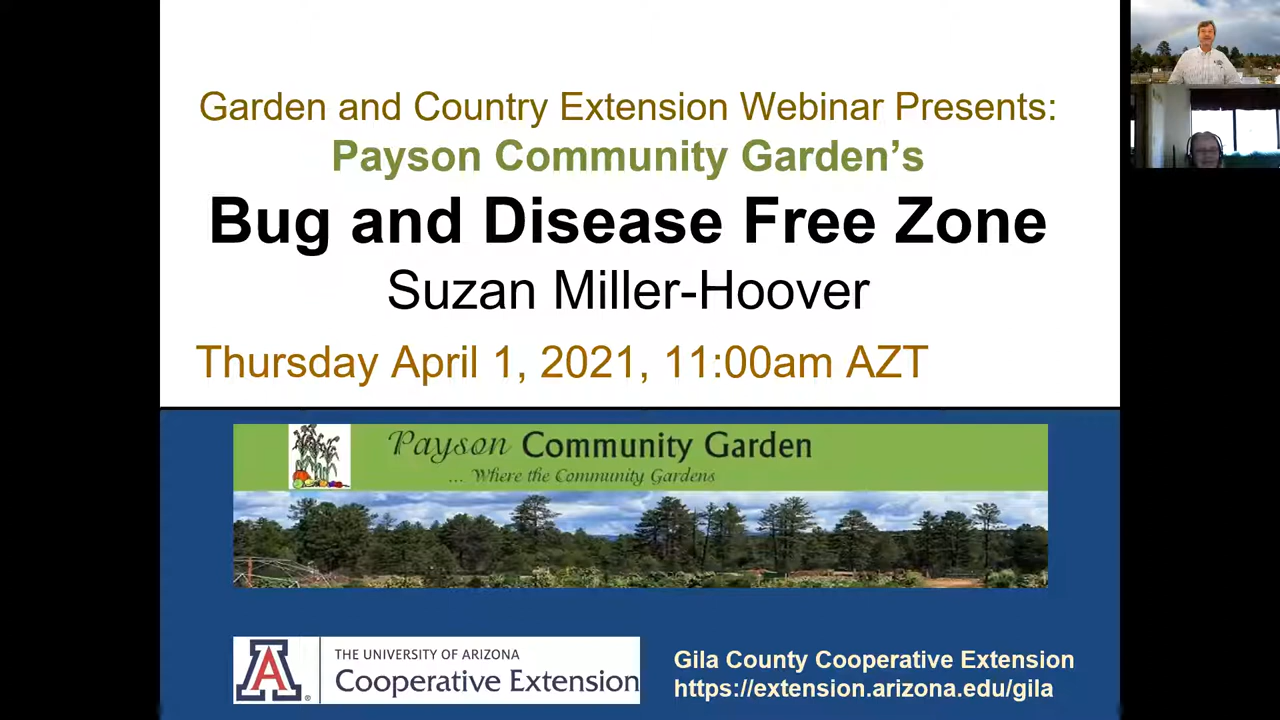 Garden and Country Extension Webinar Presents:
Payson Community Garden’s
Bug and Disease Free Zone
Suzan Miller-Hoover
Thursday April 1, 2021, 11:00am AZT
Payson Community Garden
... Where the Community Gardens
A®
THE UNIVERSITY OF ARIZONA
Cooperative Extension
Gila County Cooperative Extension
https://extension.arizona.edu/gila